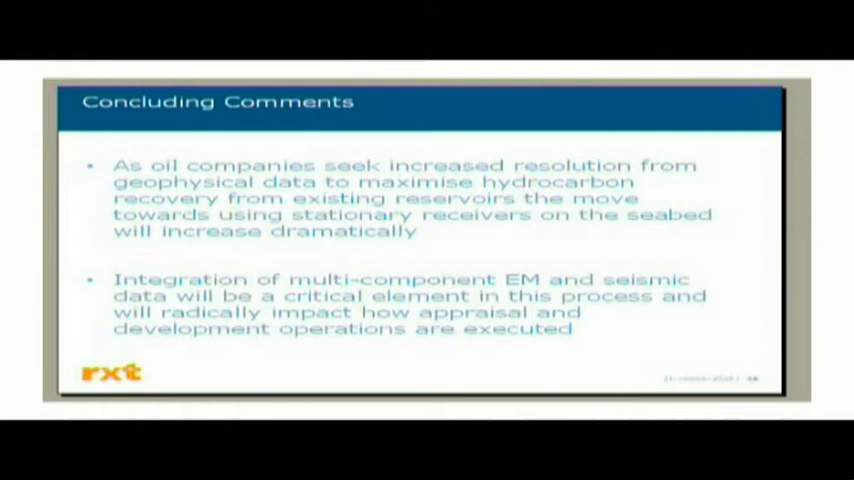 Concluding Comments
• As oil companies seek increased resolution from
geophysical data to maximise hydrocarbon
recovery from existing reservoirs the move
towards using stationary receivers on the seabed
will increase dramatically
• Integration of multi-component EM and seismic
data will be a critical element in this process and
will radically impact how appraisal and
development operations are executed
rxt